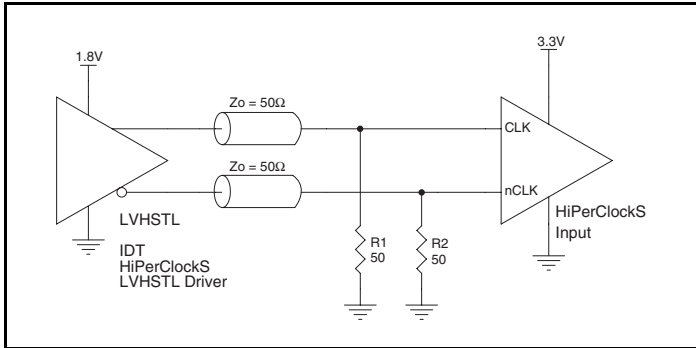 1.8V
3.3V
Zo = 50Ω
CLK
Zo = 50Ω
nCLK
LVHSTL
IDT
HiPerClockS
LVHSTL Driver
R1
50
R2
50
HiPerClockS
Input